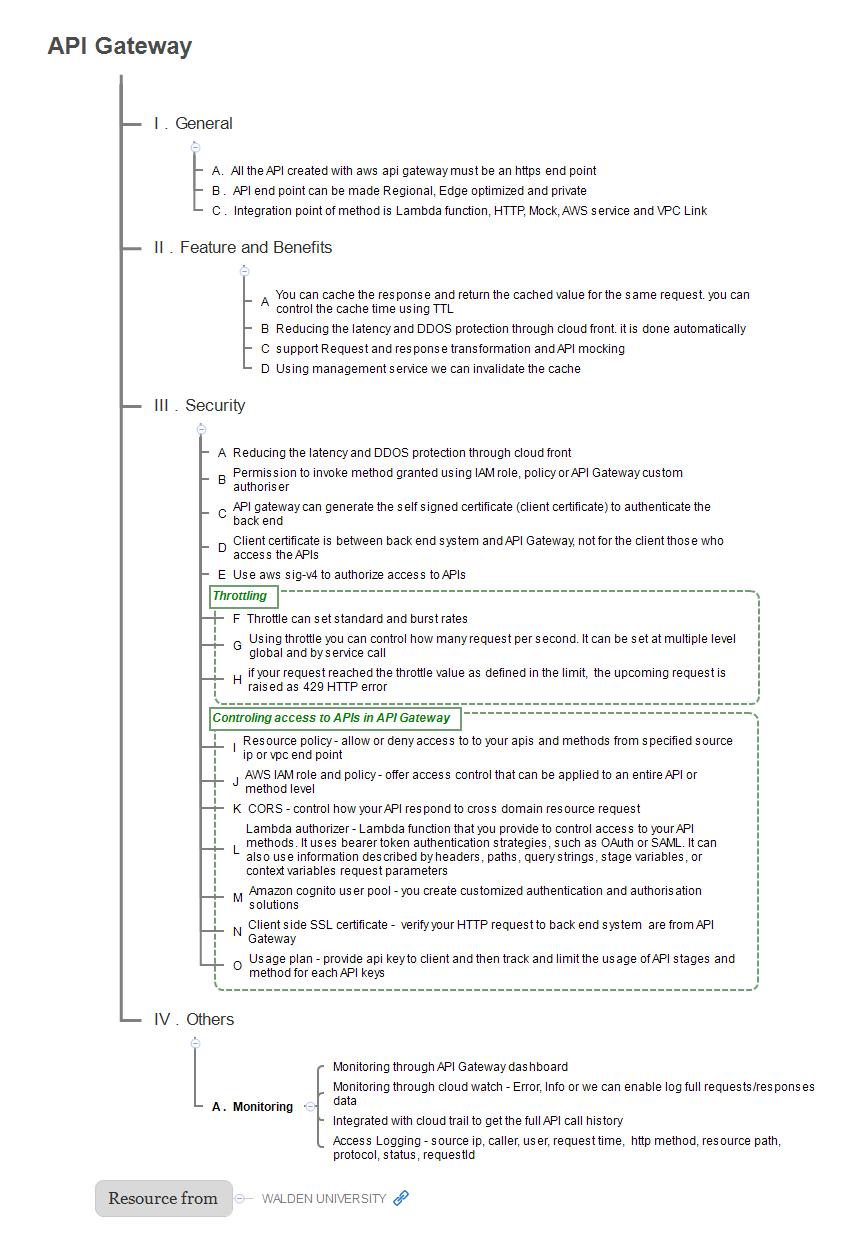 API Gateway
I . General
A. All the API created with aws api gateway must be an https end point
B . API end point can be made Regional, Edge optimized and private
C . Integration point of method is Lambda function, HTTP, Mock, AWS service and VPC Link
II . Feature and Benefits
A You can cache the response and return the cached value for the same request. you can
control the cache time using TTL
B Reducing the latency and DDOS protection through cloud front. it is done automatically
C support Request and response transformation and API mocking
D Using management service we can invalidate the cache
III . Security
A Reducing the latency and DDOS protection through cloud front
B Permission to invoke method granted using IAM role, policy or API Gateway custom
authoriser
C API gateway can generate the self signed certificate (client certificate) to authenticate the
back end
D Client certificate is between back end system and API Gateway, not for the client those who
access the APIs
E Use aws sig-v4 to authorize access to APIs
Throttling
F Throttle can set standard and burst rates
G Using throttle you can control how many request per second. It can be set at multiple level
global and by service call
H if your request reached the throttle value as defined in the limit, the upcoming request is
raised as 429 HTTP error
Controling access to APIs in API Gateway
I Resource policy - allow or deny access to to your apis and methods from specified source
ip or vpc end point
J AWS IAM role and policy - offer access control that can be applied to an entire API or
method level
K CORS - control how your API respond to cross domain resource request
L Lambda authorizer - Lambda function that you provide to control access to your API
methods. It uses bearer token authentication strategies, such as OAuth or SAML. It can
also use information described by headers, paths, query strings, stage variables, or
context variables request parameters
M Amazon cognito user pool - you create customized authentication and authorisation
solutions
N Client side SSL certificate - verify your HTTP request to back end system are from API
Gateway
O Usage plan - provide api key to client and then track and limit the usage of API stages and
method for each API keys
IV . Others
A . Monitoring
Monitoring through API Gateway dashboard
Monitoring through cloud watch - Error, Info or we can enable log full requests/responses
data
Integrated with cloud trail to get the full API call history
Access Logging - source ip, caller, user, request time, http method, resource path,
protocol, status, requestId
Resource from
WALDEN UNIVERSITY